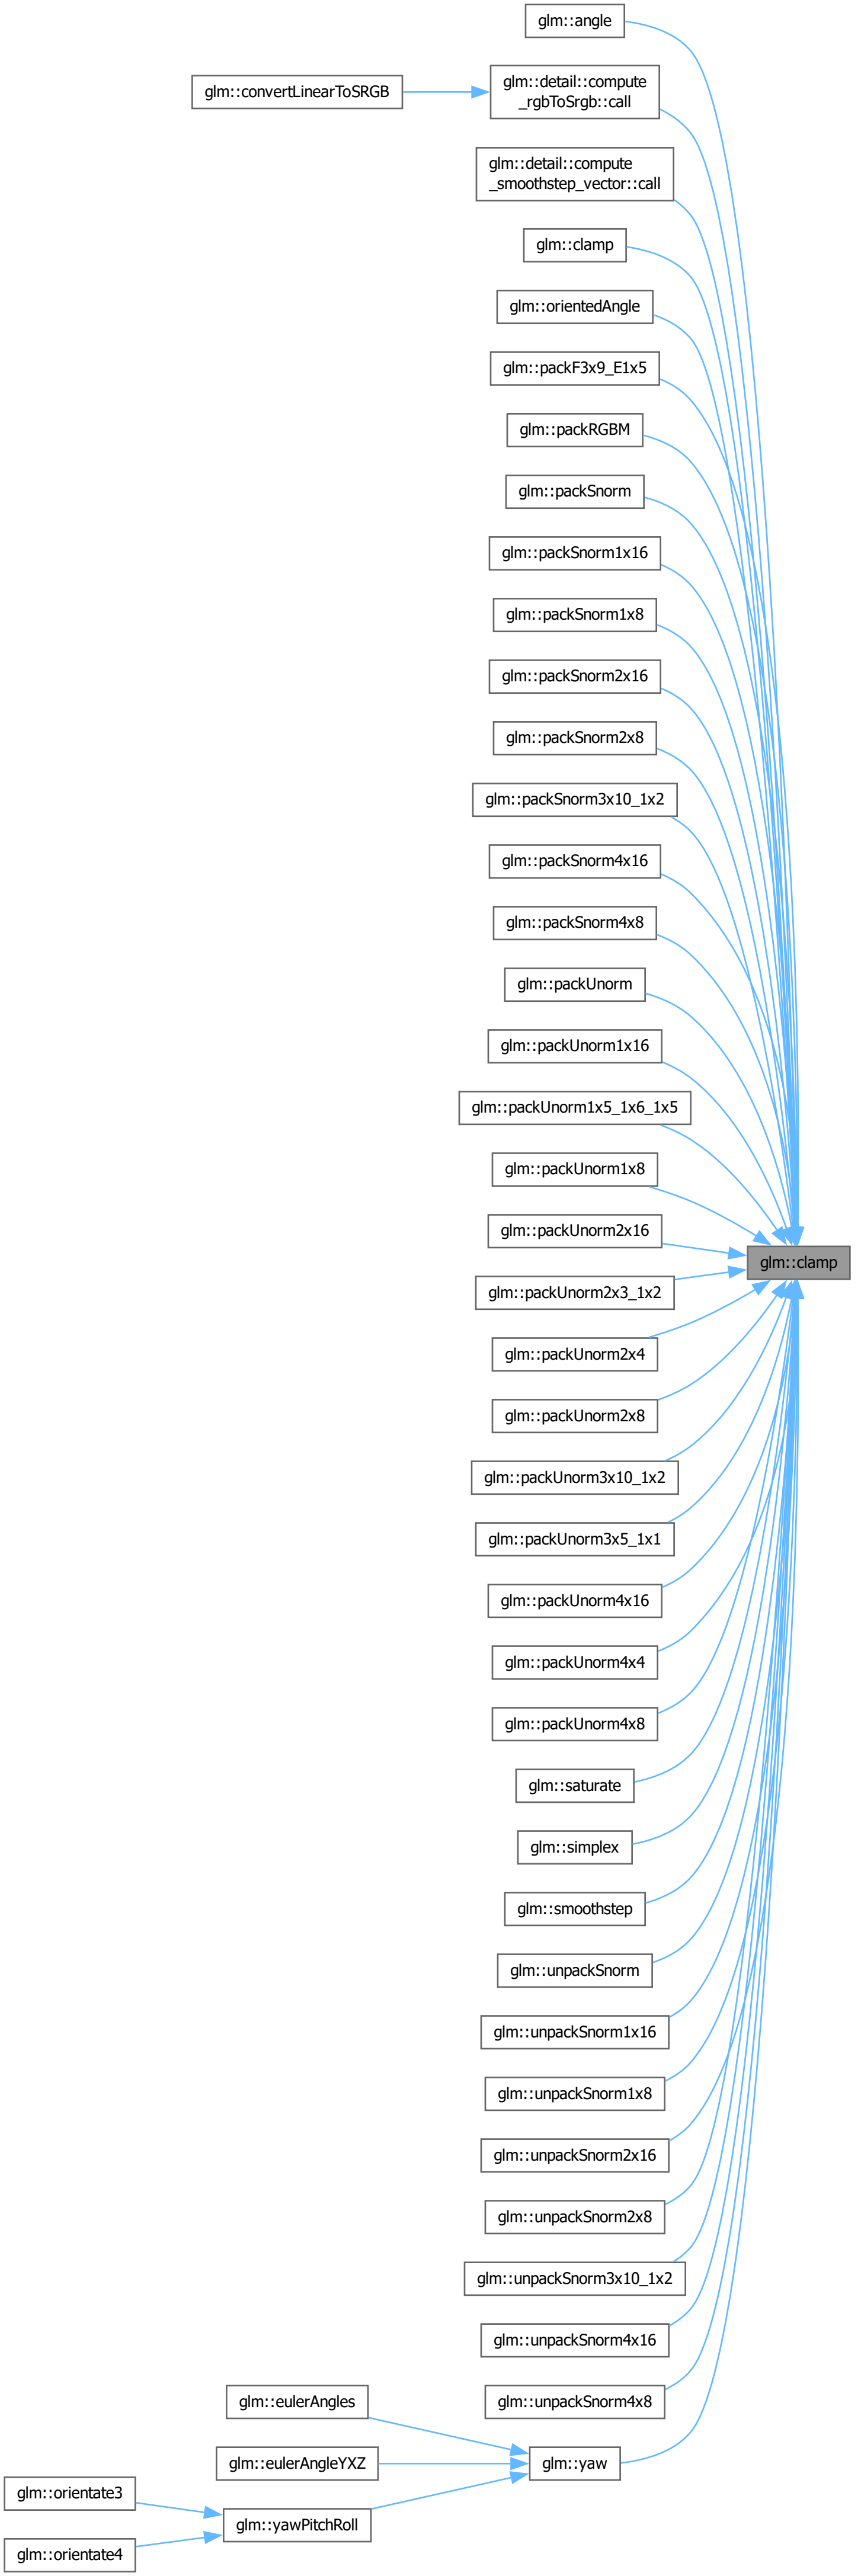 glm::angle
glm::convertLinearToSRGB
glm::detail::compute
_rgbToSrgb::call
glm::detail::compute
_smoothstep_vector::call
glm::clamp
glm::orientedAngle
glm::packF3x9_E1x5
glm::packRGBM
glm::packSnorm
glm::packSnorm1x16
glm::packSnorm1x8
glm::packSnorm2x16
glm::packSnorm2x8
glm::packSnorm3x10_1x2
glm::packSnorm4x16
glm::packSnorm4x8
glm::packUnorm
glm::packUnorm1x16
glm::packUnorm1x5_1x6_1x5
glm::packUnorm1x8
glm::packUnorm2x16
glm::clamp
glm::packUnorm2x3_1x2
glm::packUnorm2x4
glm::packUnorm2x8
glm::packUnorm3x10_1x2
glm::packUnorm3x5_1x1
glm::packUnorm4x16
glm::packUnorm4x4
glm::packUnorm4x8
glm::saturate
glm::simplex
glm::smoothstep
glm::unpackSnorm
glm::unpackSnorm1x16
glm::unpackSnorm1x8
glm::unpackSnorm2x16
glm::unpackSnorm2x8
glm::unpackSnorm3x10_1x2
glm::unpackSnorm4x16
glm::unpackSnorm4x8
glm::eulerAngles
glm::eulerAngleYXZ
glm::yaw
glm::orientate3
glm::yawPitchRoll
glm::orientate4